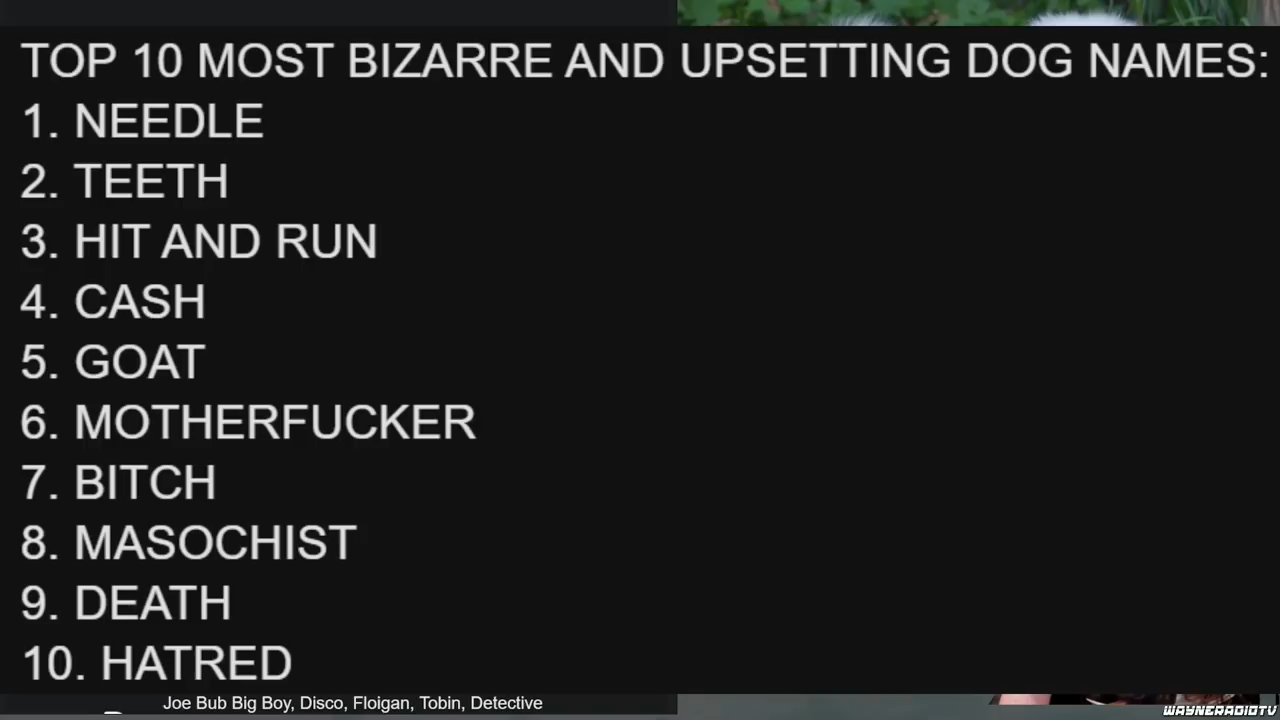 TOP 10 MOST BIZARRE AND UPSETTING DOG NAMES:
1. NEEDLE
2. TEETH
3. HIT AND RUN
4. CASH
5. GOAT
6. MOTHERFUCKER
7. BITCH
8. MASOCHIST
9. DEATH
10. HATRED
Joe Bub Big Boy, Disco, Floigan, Tobin, Detective
WAYNERADIOTV